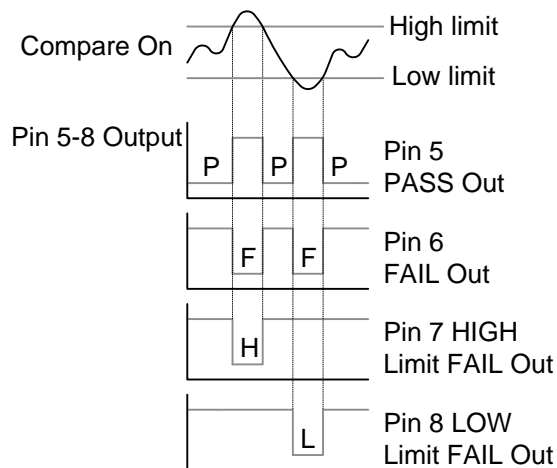 High limit
Compare On
Low limit
Pin 5-8 Output
P P P
Pin 5
PASS Out
F F
Pin 6
FAIL Out
H
Pin 7 HIGH
Limit FAIL Out
L
Pin 8 LOW
Limit FAIL Out